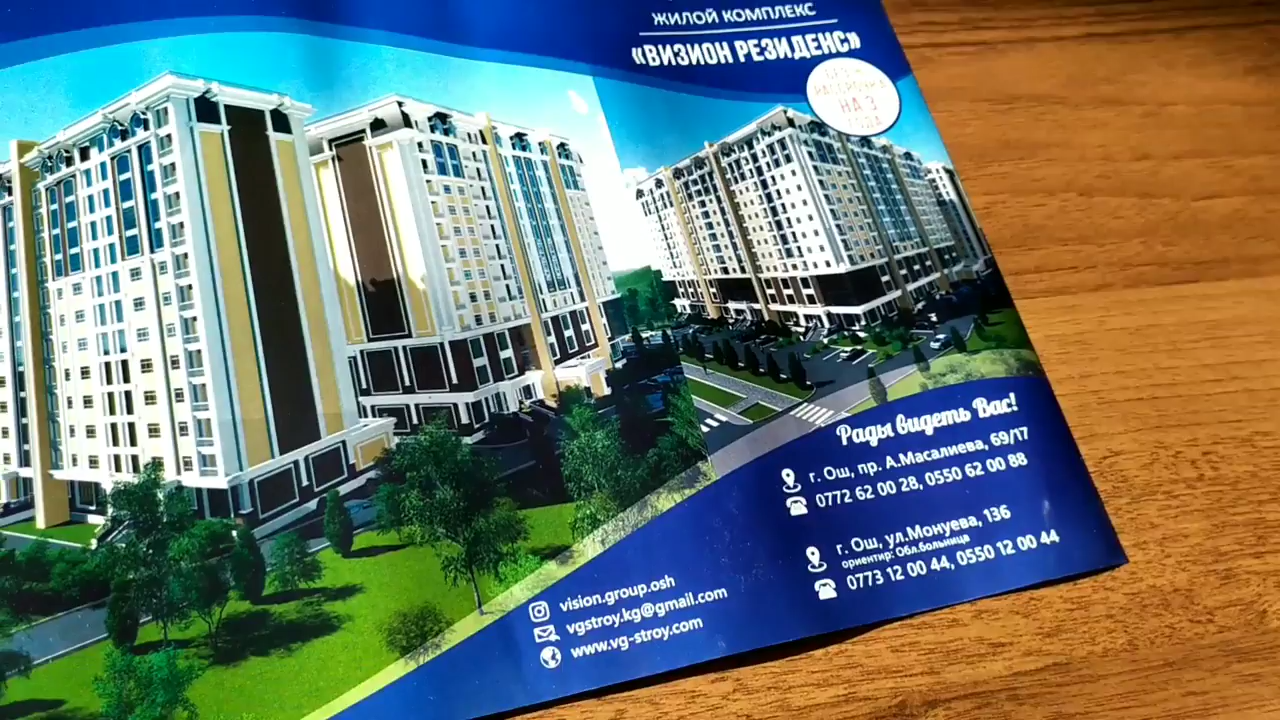 ЖИЛОЙ КОМПЛЕКС
«ВИЗИОН РЕЗИДЕНС»
РАССРОЧКА
НА 3
ГОДА
Рады видеть Вас!
г. Ош, пр. А.Масалиева, 69/17
0772 62 00 28, 0550 62 00 88
г. Ош, ул.Монуева, 136
ориентир: Обл.больница
0773 12 00 44, 0550 12 00 44
vision.group.osh
vgstroy.kg@gmail.com
www.vg-stroy.com